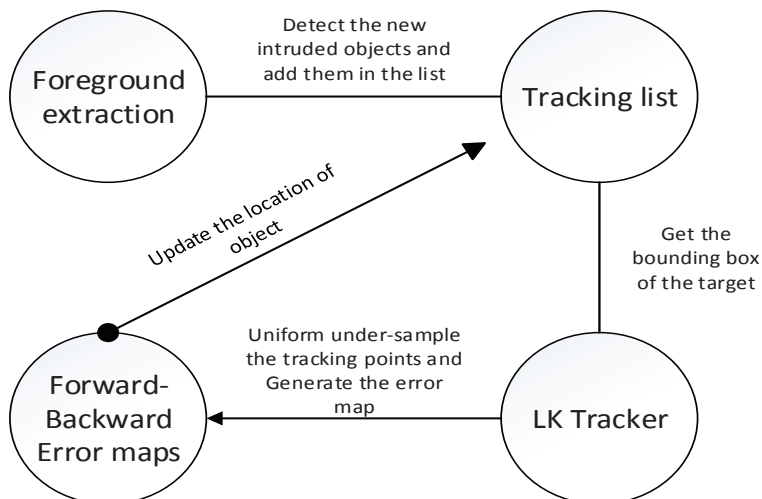 Detect the new
intruded objects and
add them in the list
Foreground
extraction
Tracking list
Update the location of
object
Get the
bounding box
of the target
Uniform under-sample
the tracking points and
Generate the error
map
Forward-
Backward
Error maps
LK Tracker